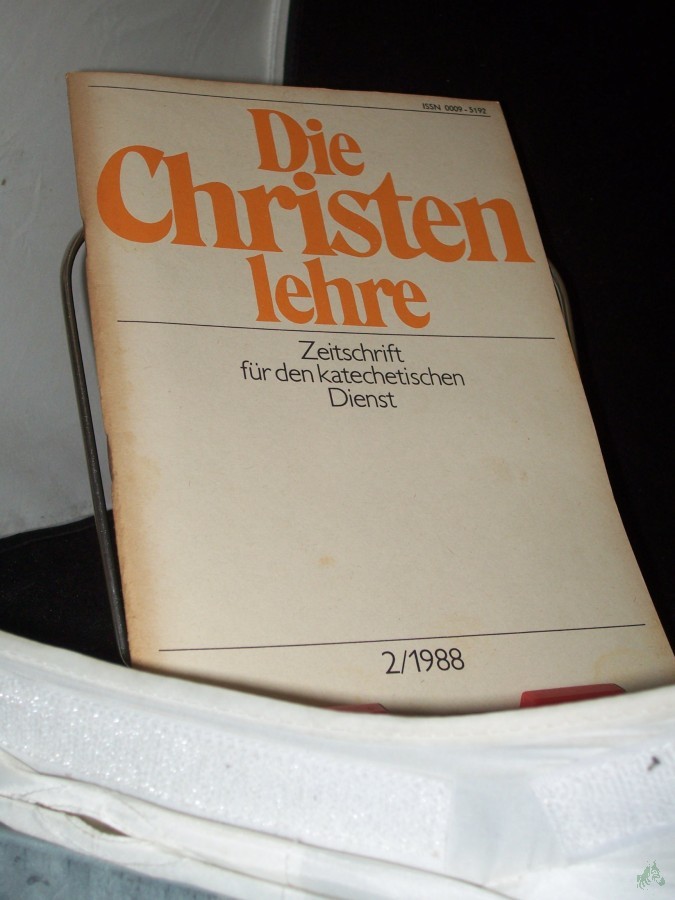 ISSN 0009-5192
Die
Christen
lehre
Zeitschrift
für den katechetischen
Dienst
2/1988